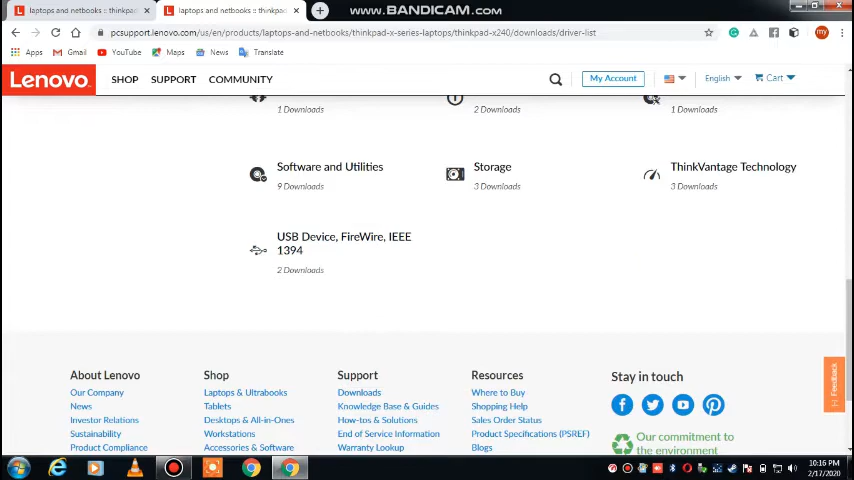 laptops and netbooks :: thinkpad
laptops and netbooks :: thinkpa
WWW.BANDICAM.COM
pcsupport.lenovo.com/us/en/products/laptops-and-netbooks/thinkpad-x-series-laptops/thinkpad-x240/downloads/driver-list
Apps Gmail YouTube Maps News Translate
Lenovo SHOP SUPPORT COMMUNITY My Account English Cart
1 Downloads 2 Downloads 1 Downloads
Software and Utilities Storage ThinkVantage Technology
9 Downloads 3 Downloads 3 Downloads
USB Device, FireWire, IEEE
1394
2 Downloads
Feedback
About Lenovo Shop Support Resources Stay in touch
Our Company Laptops & Ultrabooks Downloads Where to Buy
News Tablets Knowledge Base & Guides Shopping Help
Investor Relations Desktops & All-in-Ones How-tos & Solutions Sales Order Status
Sustainability Workstations End of Service Information Product Specifications (PSREF)
Product Compliance Accessories & Software Warranty Lookup Blogs
Our commitment to
the environment
10:16 PM
2/17/2020